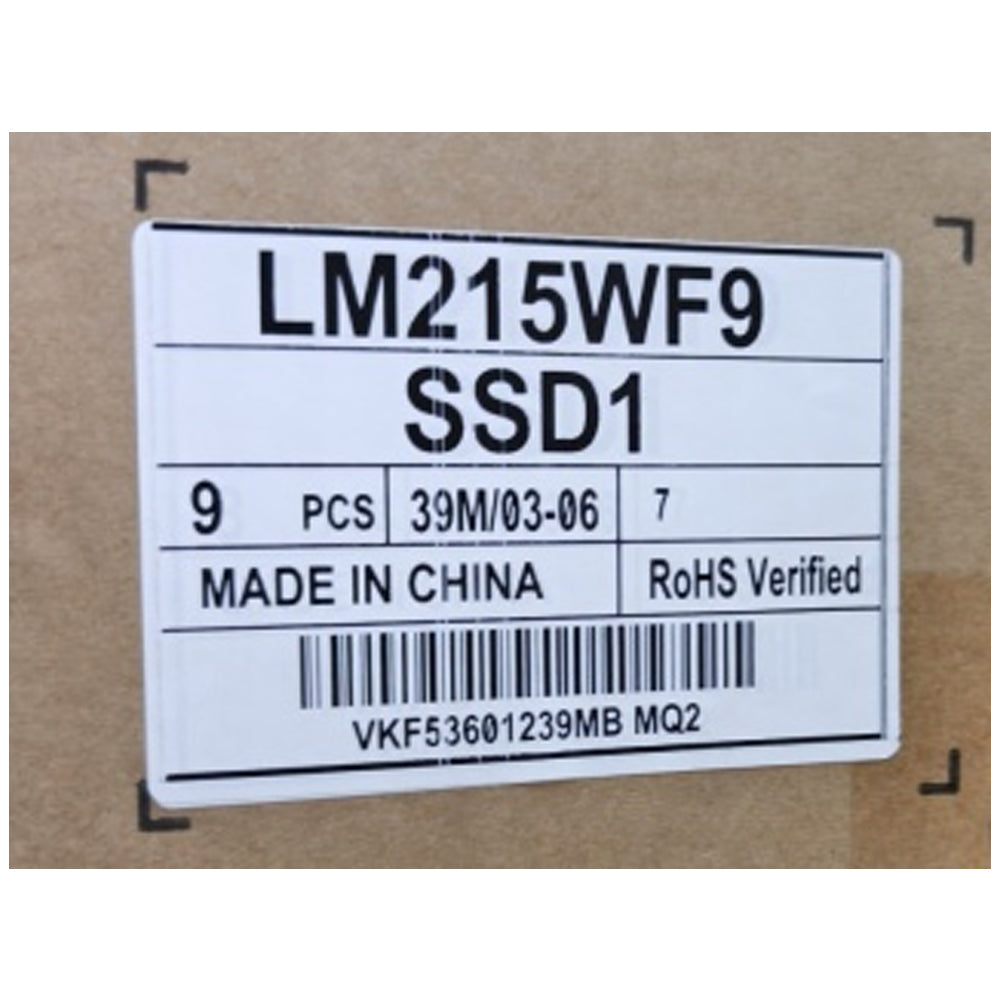 LM215WF9
SSD1
9 PCS 39M/03-06 7
MADE IN CHINA RoHS Verified
VKF53601239MB MQ2